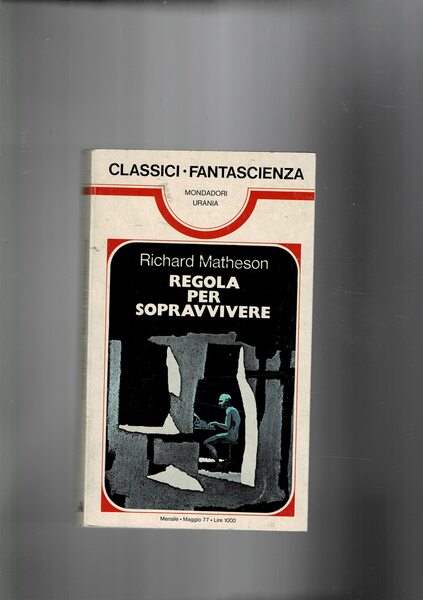 CLASSICI • FANTASCIENZA
MONDADORI
URANIA
Richard Matheson
REGOLA
PER
SOPRAVVIVERE
Mensile • Maggio 77 • Lire 1000